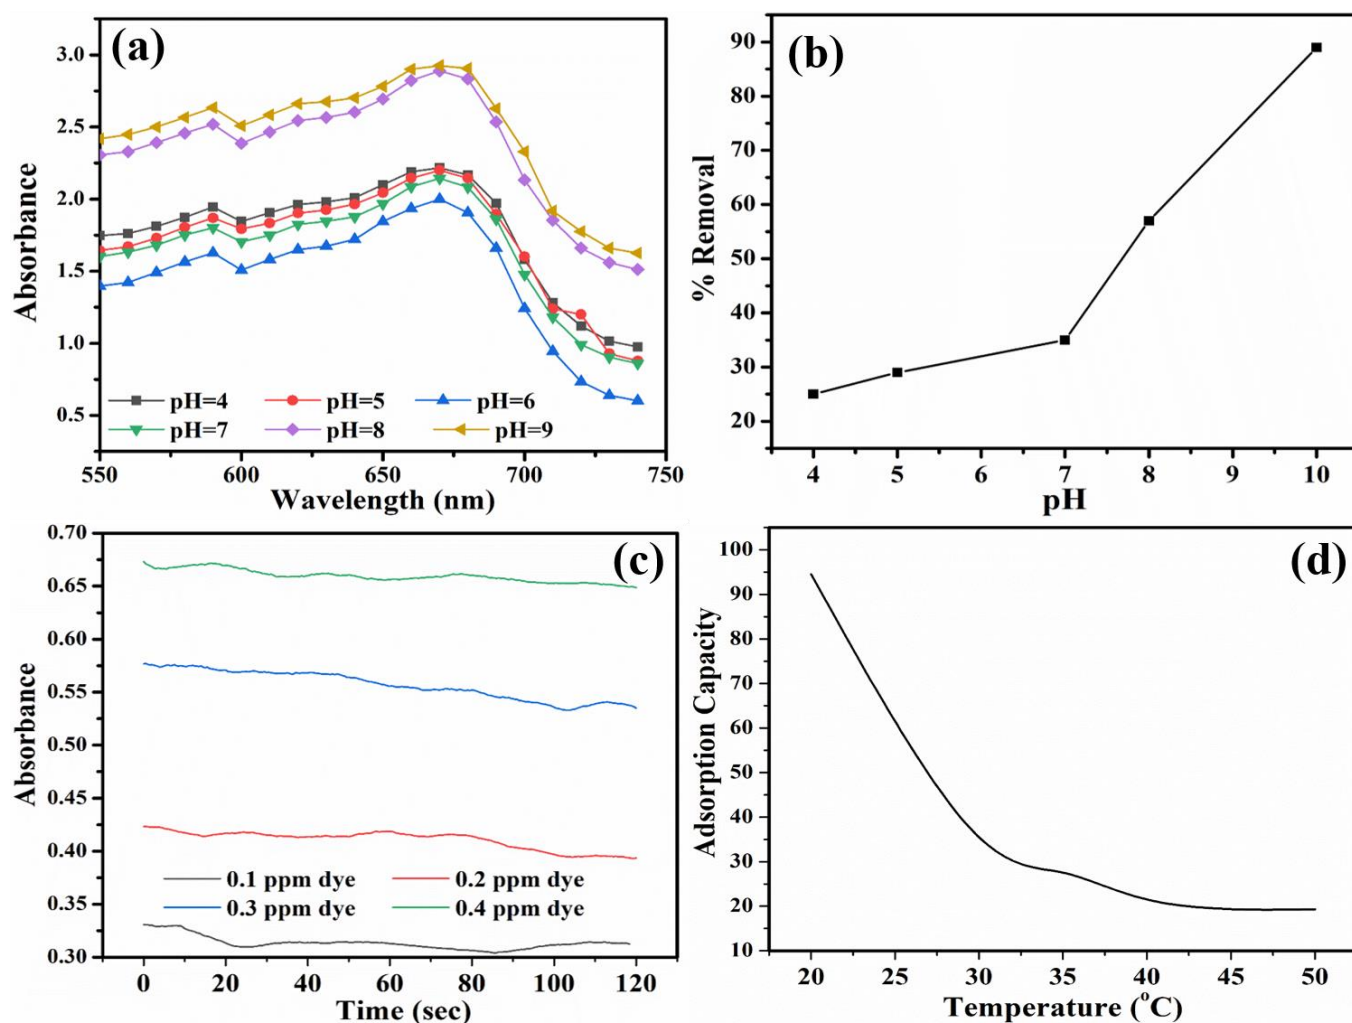 (a)
Absorbance
3.0
2.5
2.0
1.5
1.0
0.5
pH=4 pH=5 pH=6
pH=7 pH=8 pH=9
550 600 650 700 750
Wavelength (nm)
(b)
% Removal
90
80
70
60
50
40
30
20
4 5 6 7 8 9 10
pH
(c)
Absorbance
0.70
0.65
0.60
0.55
0.50
0.45
0.40
0.35
0.30
0.1 ppm dye 0.2 ppm dye
0.3 ppm dye 0.4 ppm dye
0 20 40 60 80 100 120
Time (sec)
(d)
Adsorption Capacity
100
90
80
70
60
50
40
30
20
10
20 25 30 35 40 45 50
Temperature (°C)